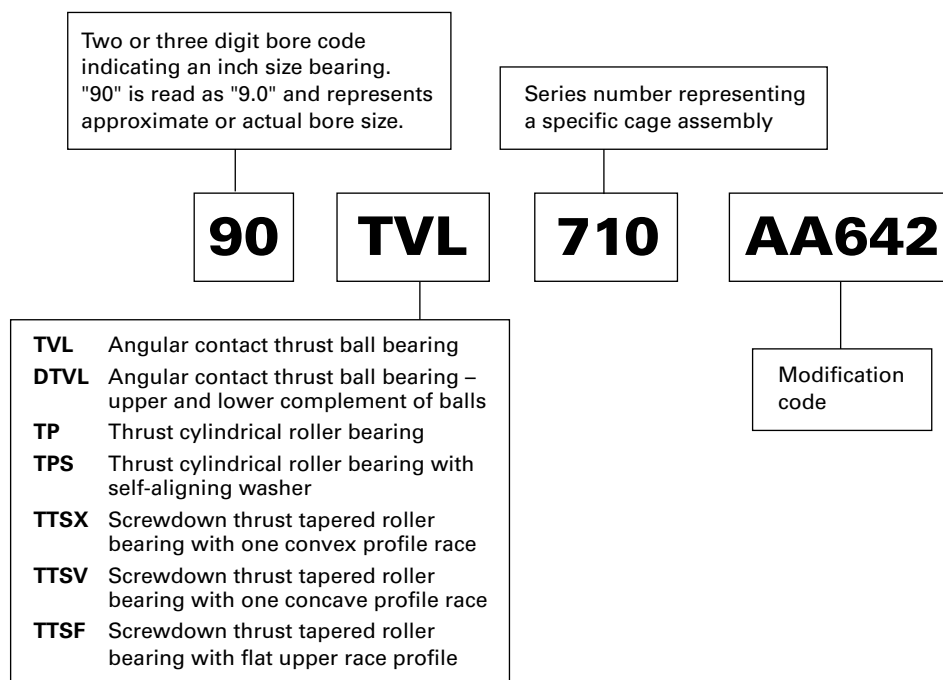 Two or three digit bore code
indicating an inch size bearing.
"90" is read as "9.0" and represents
approximate or actual bore size.
Series number representing
a specific cage assembly
90 TVL 710 AA642
TVL Angular contact thrust ball bearing
DTVL Angular contact thrust ball bearing –
upper and lower complement of balls
TP Thrust cylindrical roller bearing
TPS Thrust cylindrical roller bearing with
self-aligning washer
TTSX Screwdown thrust tapered roller
bearing with one convex profile race
TTSV Screwdown thrust tapered roller
bearing with one concave profile race
TTSF Screwdown thrust tapered roller
bearing with flat upper race profile
Modification
code